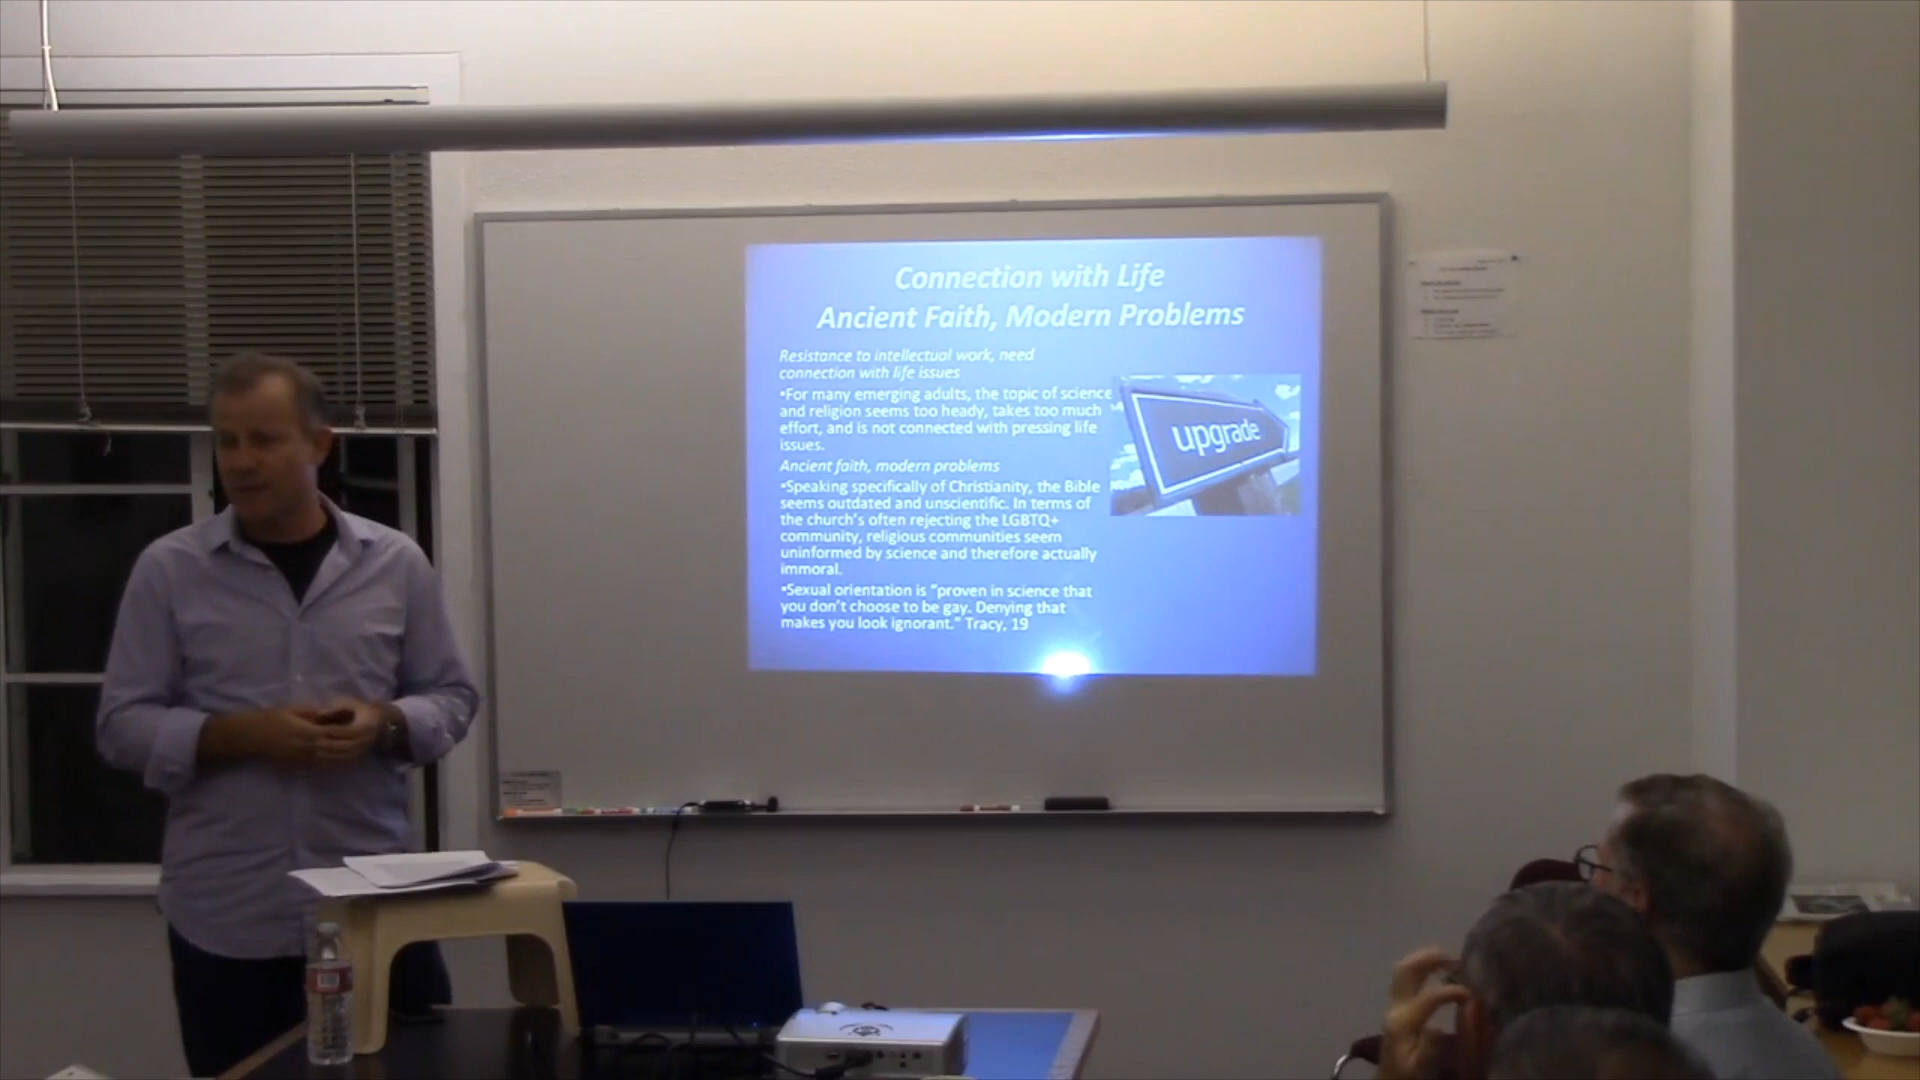 Connection with Life
Ancient Faith, Modern Problems
Resistance to intellectual work, need
connection with life issues
•For many emerging adults, the topic of science
and religion seems too heady, takes too much
effort, and is not connected with pressing life
issues.
Ancient faith, modern problems
•Speaking specifically of Christianity, the Bible
seems outdated and unscientific. In terms of
the church's often rejecting the LGBTQ+
community, religious communities seem
uninformed by science and therefore actually
immoral.
•Sexual orientation is "proven in science that
you don't choose to be gay. Denying that
makes you look ignorant." Tracy, 19
upgrade